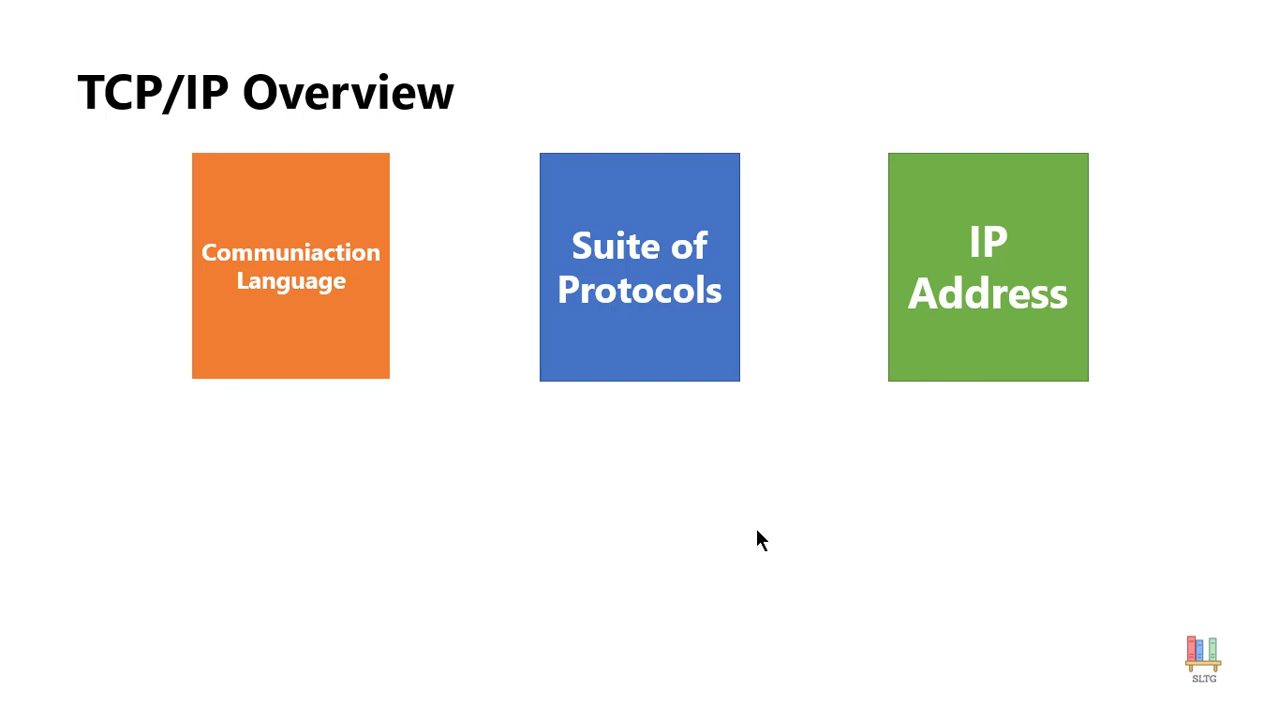 TCP/IP Overview
Communiaction
Language
Suite of
Protocols
IP
Address
SLTG